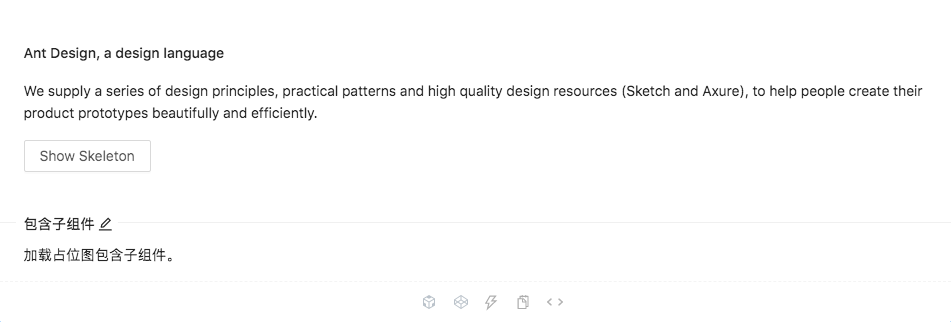 Ant Design, a design language
We supply a series of design principles, practical patterns and high quality design resources (Sketch and Axure), to help people create their
product prototypes beautifully and efficiently.
Show Skeleton
包含子组件
加载占位图包含子组件。